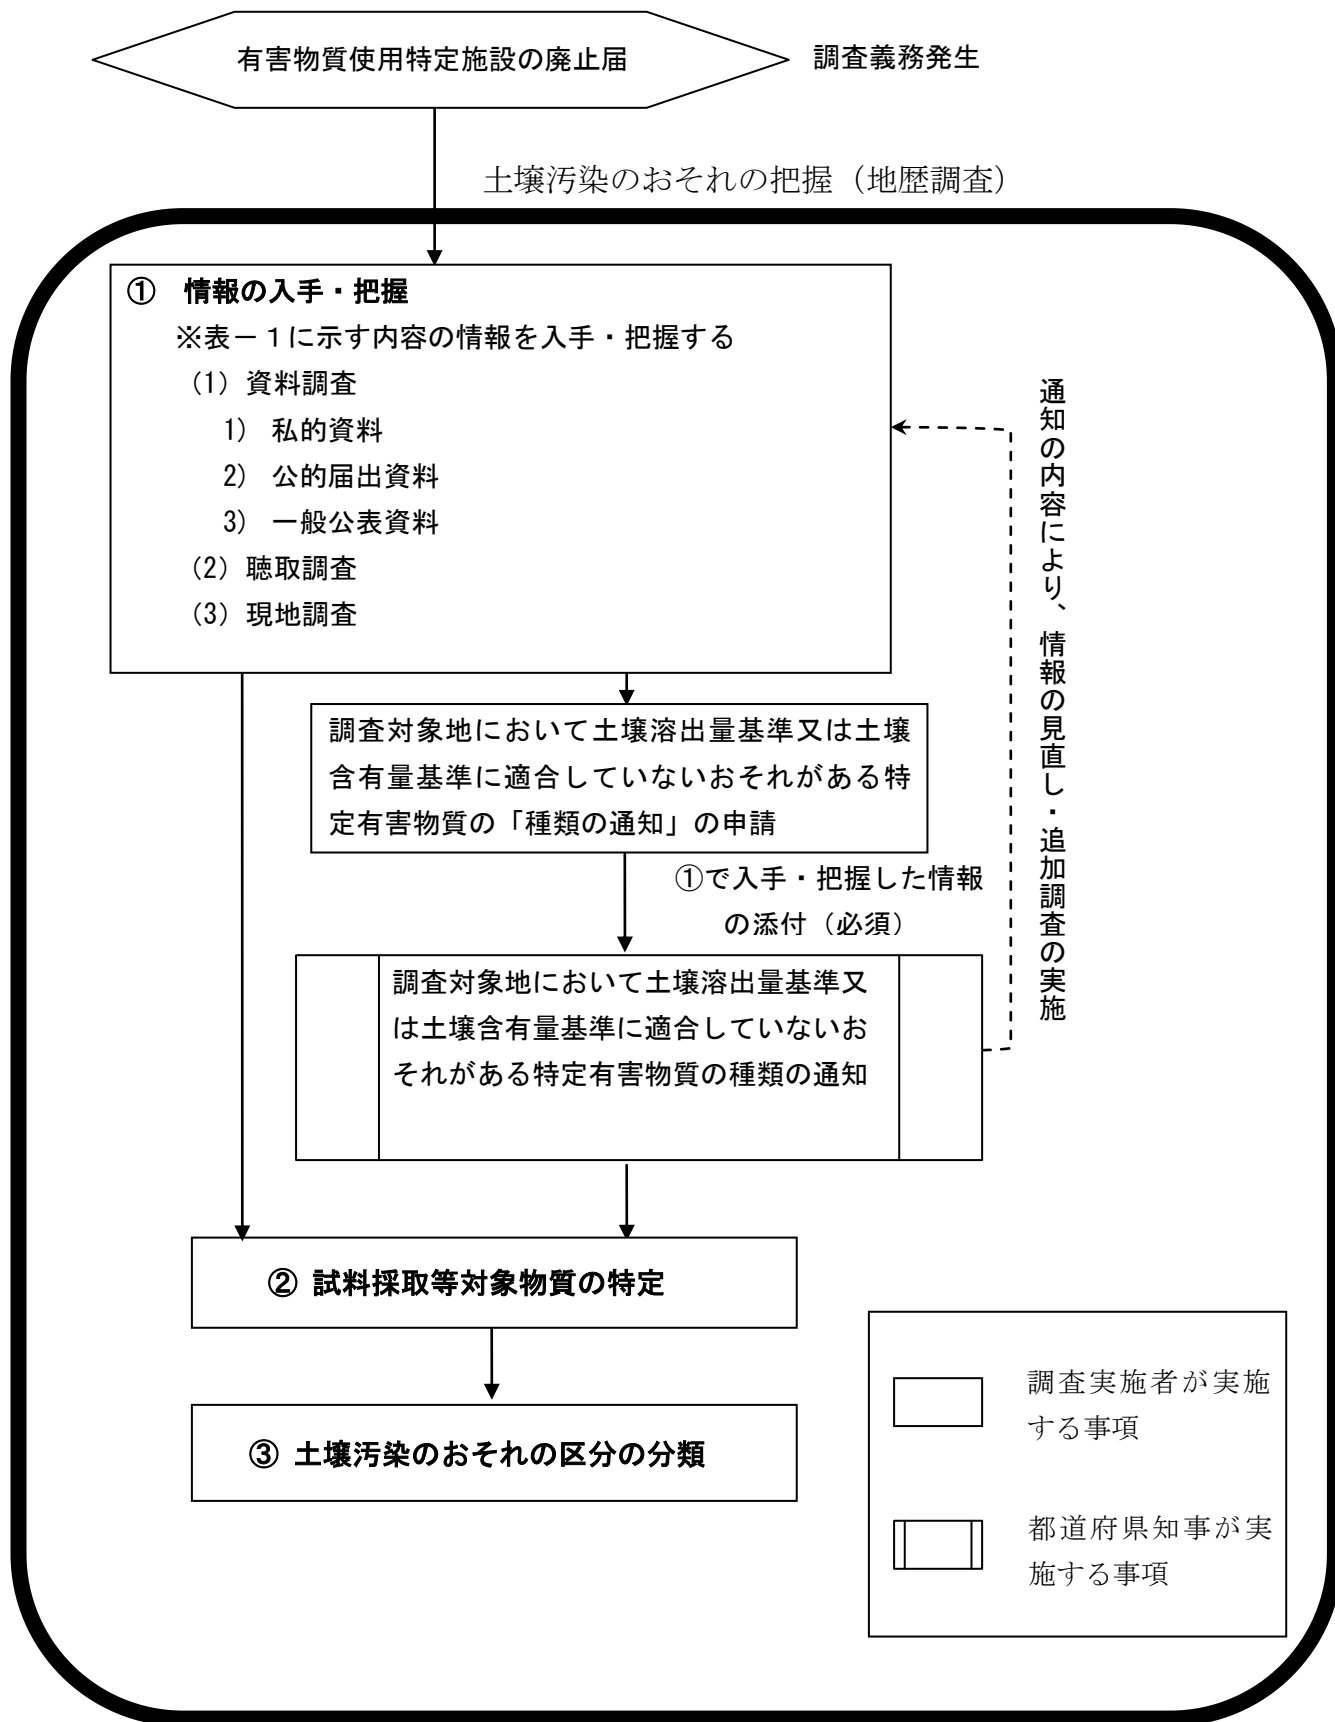 有害物質使用特定施設の廃止届
調査義務発生
土壌汚染のおそれの把握（地歴調査）
① 情報の入手・把握
※表－１に示す内容の情報を入手・把握する
(1) 資料調査
1) 私的資料
2) 公的届出資料
3) 一般公表資料
(2) 聴取調査
(3) 現地調査
通知の内容により、情報の見直し・追加調査の実施
調査対象地において土壌溶出量基準又は土壌
含有量基準に適合していないおそれがある特
定有害物質の「種類の通知」の申請
①で入手・把握した情報
の添付（必須）
調査対象地において土壌溶出量基準又
は土壌含有量基準に適合していないお
それがある特定有害物質の種類の通知
② 試料採取等対象物質の特定
③ 土壌汚染のおそれの区分の分類
調査実施者が実施
する事項
都道府県知事が実
施する事項